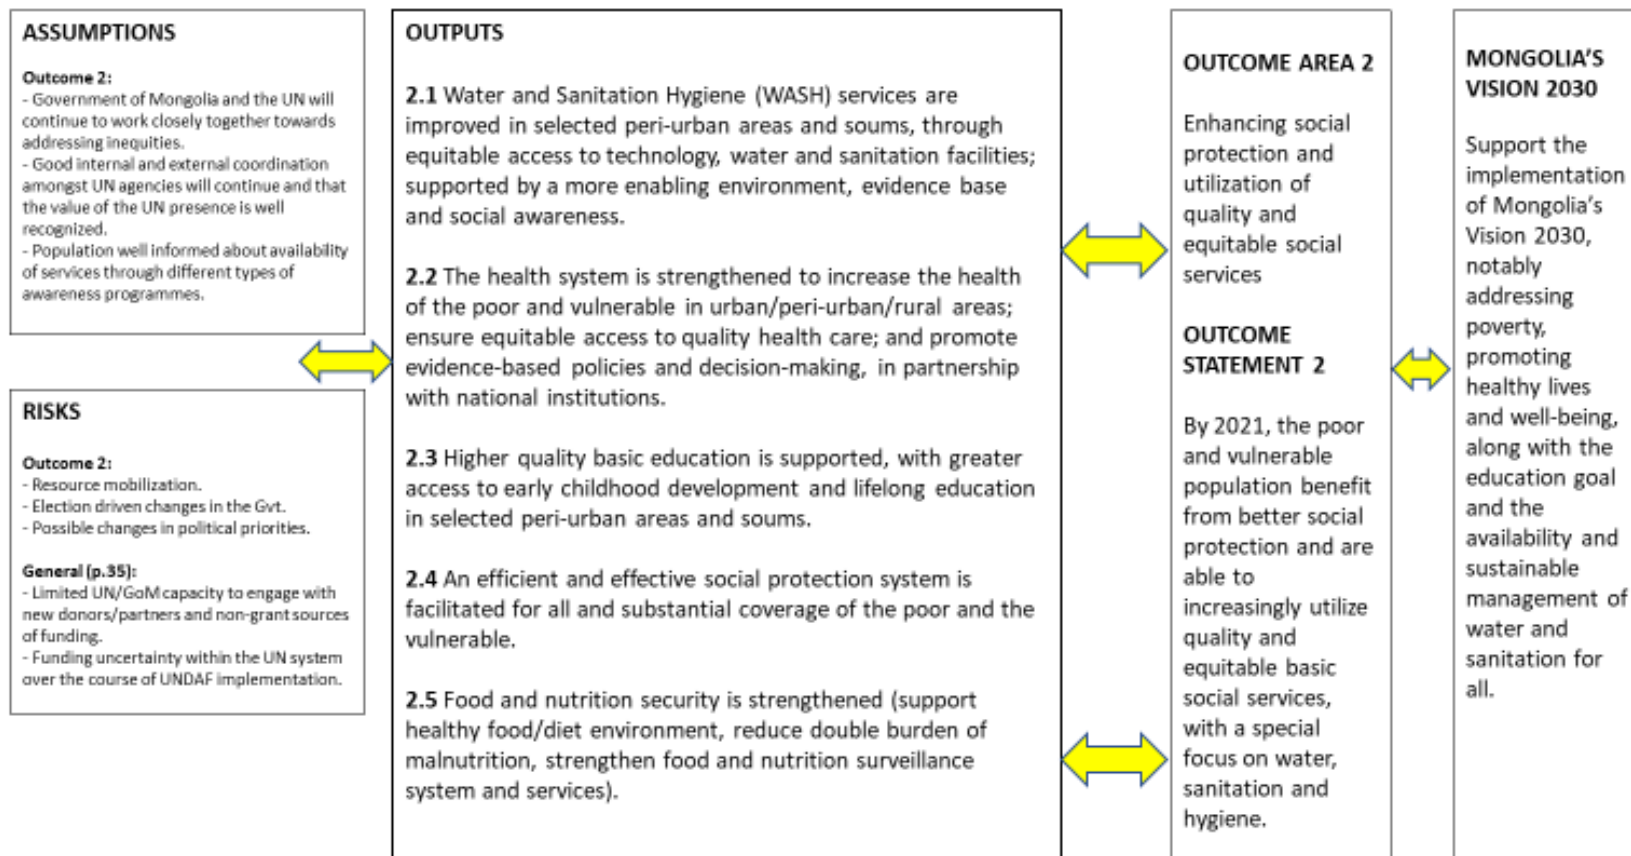 ASSUMPTIONS
Outcome 2:
- Government of Mongolia and the UN will
continue to work closely together towards
addressing inequities.
- Good internal and external coordination
amongst UN agencies will continue and that
the value of the UN presence is well
recognized.
- Population well informed about availability
of services through different types of
awareness programmes.
RISKS
Outcome 2:
- Resource mobilization.
- Election driven changes in the Gvt.
- Possible changes in political priorities.
General (p.35):
- Limited UN/GoM capacity to engage with
new donors/partners and non-grant sources
of funding.
- Funding uncertainty within the UN system
over the course of UNDAF implementation.
OUTPUTS
2.1 Water and Sanitation Hygiene (WASH) services are
improved in selected peri-urban areas and soums, through
equitable access to technology, water and sanitation facilities;
supported by a more enabling environment, evidence base
and social awareness.
2.2 The health system is strengthened to increase the health
of the poor and vulnerable in urban/peri-urban/rural areas;
ensure equitable access to quality health care; and promote
evidence-based policies and decision-making, in partnership
with national institutions.
2.3 Higher quality basic education is supported, with greater
access to early childhood development and lifelong education
in selected peri-urban areas and soums.
2.4 An efficient and effective social protection system is
facilitated for all and substantial coverage of the poor and the
vulnerable.
2.5 Food and nutrition security is strengthened (support
healthy food/diet environment, reduce double burden of
malnutrition, strengthen food and nutrition surveillance
system and services).
OUTCOME AREA 2
Enhancing social
protection and
utilization of
quality and
equitable social
services
OUTCOME
STATEMENT 2
By 2021, the poor
and vulnerable
population benefit
from better social
protection and are
able to
increasingly utilize
quality and
equitable basic
social services,
with a special
focus on water,
sanitation and
hygiene.
MONGOLIA'S
VISION 2030
Support the
implementation
of Mongolia's
Vision 2030,
notably
addressing
poverty,
promoting
healthy lives
and well-being,
along with the
education goal
and the
availability and
sustainable
management of
water and
sanitation for
all.